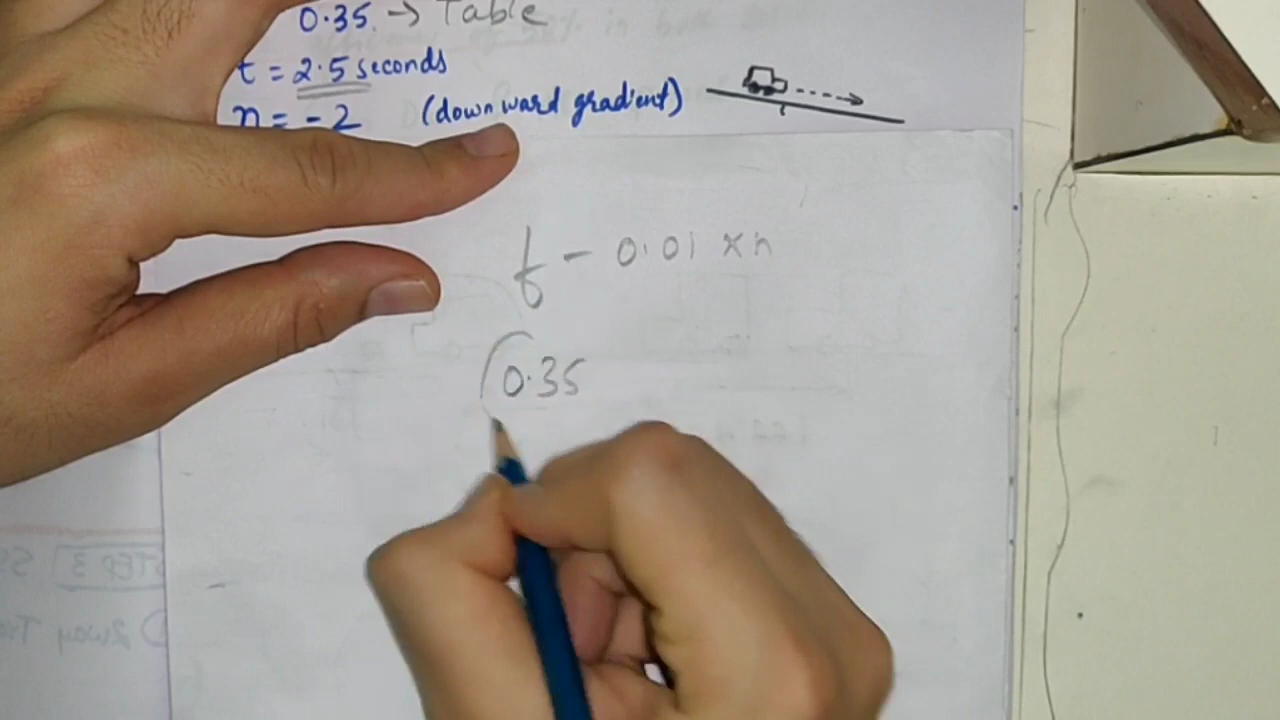 0.35 → Table
t = 2.5 seconds
n = -2 (downward gradient)
f - 0.01 x n
(0.35